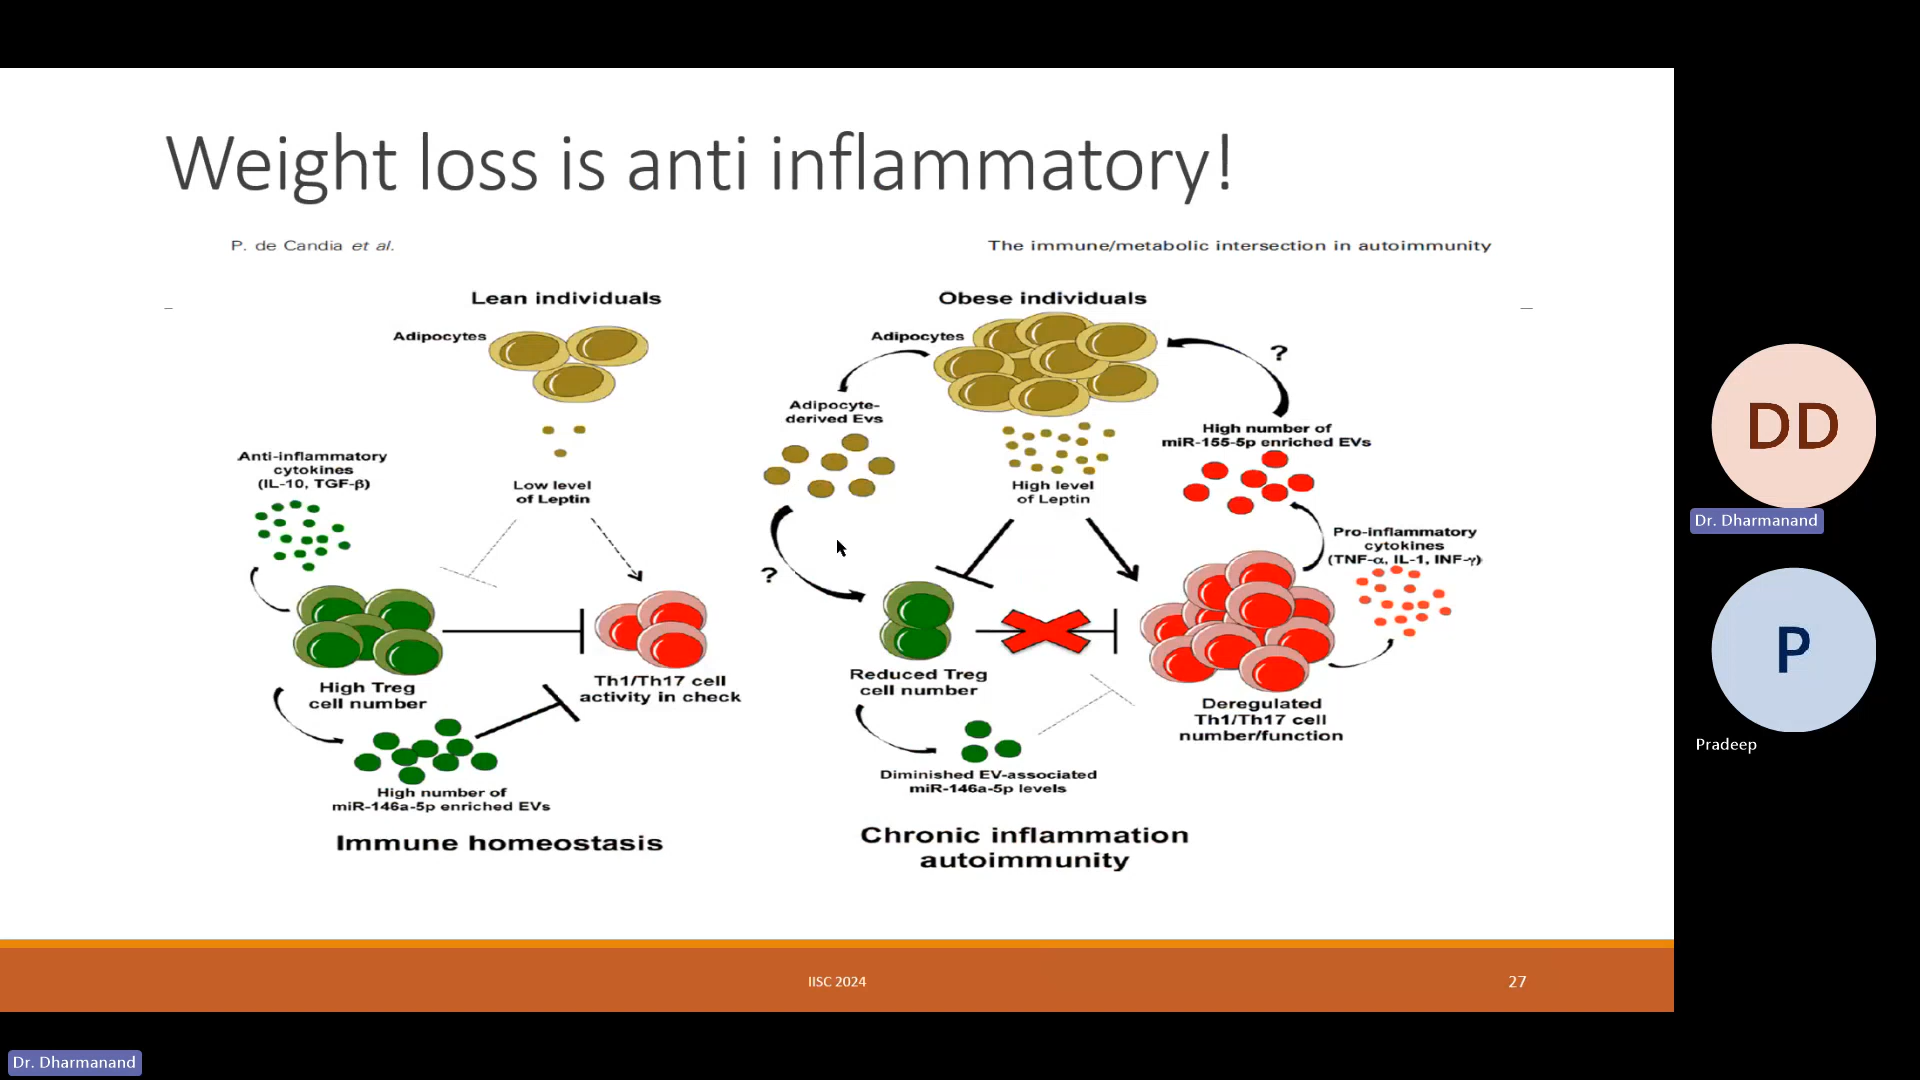 Weight loss is anti inflammatory!
P. de Candia et al.
The immune/metabolic intersection in autoimmunity
Lean individuals
Adipocytes
Low level
of Leptin
Anti-inflammatory
cytokines
(IL-10, TGF-β)
High Treg
cell number
Th1/Th17 cell
activity in check
High number of
miR-146a-5p enriched EVs
Immune homeostasis
Obese individuals
Adipocytes
?
Adipocyte-
derived Evs
High level
of Leptin
High number of
miR-155-5p enriched EVs
Pro-inflammatory
cytokines
(TNF-α, IL-1, INF-γ)
?
Reduced Treg
cell number
Deregulated
Th1/Th17 cell
number/function
Diminished EV-associated
miR-146a-5p levels
Chronic inflammation
autoimmunity
IISC 2024
27
DD
Dr. Dharmanand
P
Pradeep
Dr. Dharmanand